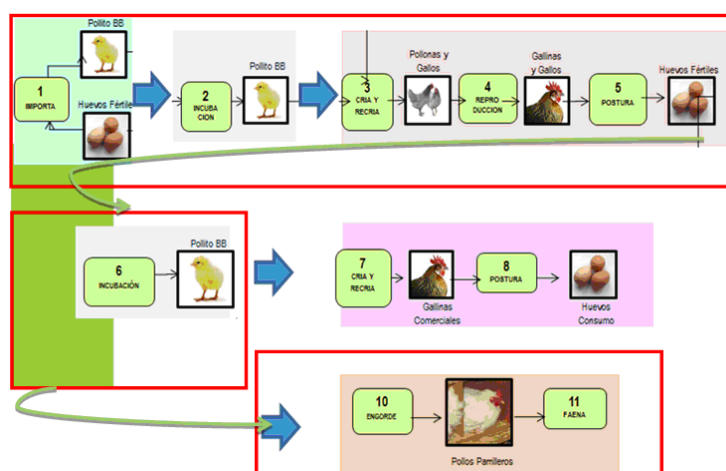 Pollito BB
1
IMPORTA
Huevos Fértile
2
INCUBA
CION
Pollito BB
3
CRIA Y
RECRIA
Pollonas y
Gallos
4
REPRO
DUCCION
Gallinas
y Gallos
5
POSTURA
Huevos Fértiles
6
INCUBACIÓN
Pollito BB
7
CRIA Y
RECRIA
Gallinas
Comerciales
8
POSTURA
Huevos
Consumo
10
ENGORDE
Pollos Parrilleros
11
FAENA